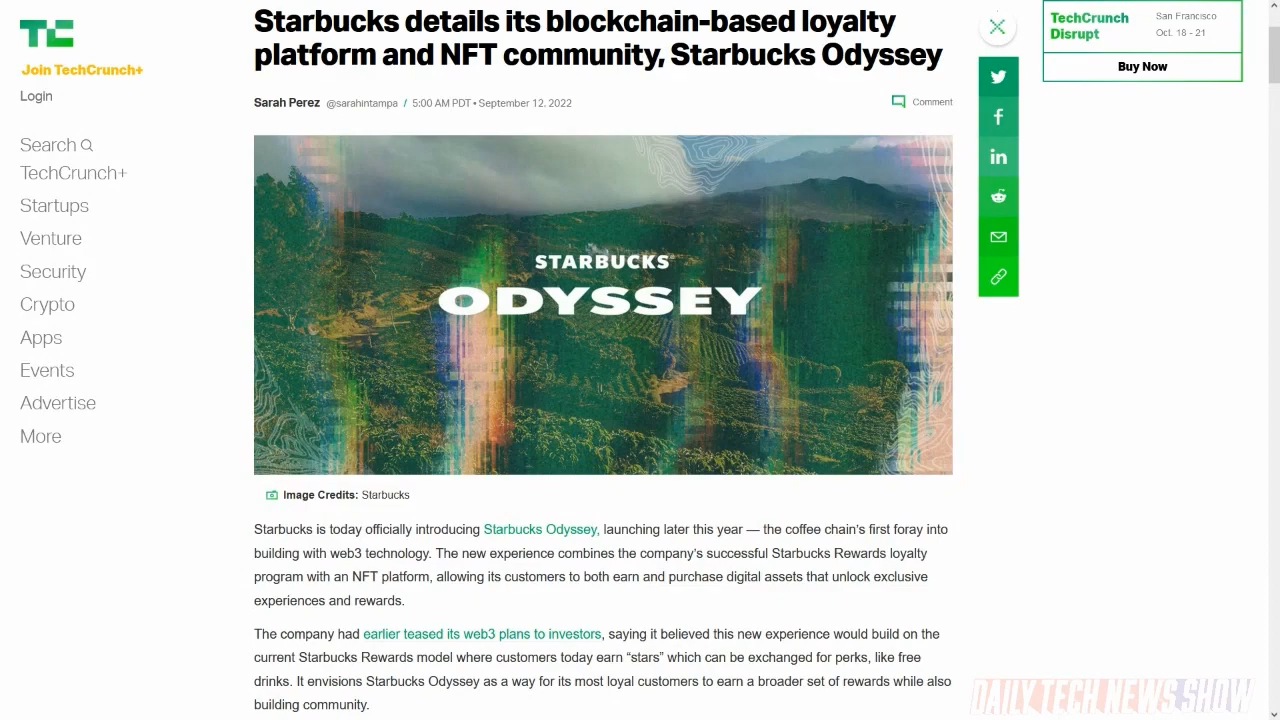 TC
Join TechCrunch+
Login
Search
TechCrunch+
Startups
Venture
Security
Crypto
Apps
Events
Advertise
More
Starbucks details its blockchain-based loyalty
platform and NFT community, Starbucks Odyssey
Sarah Perez @sarahintampa / 5:00 AM PDT • September 12, 2022
Comment
STARBUCKS
ODYSSEY
Image Credits: Starbucks
Starbucks is today officially introducing Starbucks Odyssey, launching later this year — the coffee chain's first foray into
building with web3 technology. The new experience combines the company's successful Starbucks Rewards loyalty
program with an NFT platform, allowing its customers to both earn and purchase digital assets that unlock exclusive
experiences and rewards.
The company had earlier teased its web3 plans to investors, saying it believed this new experience would build on the
current Starbucks Rewards model where customers today earn “stars” which can be exchanged for perks, like free
drinks. It envisions Starbucks Odyssey as a way for its most loyal customers to earn a broader set of rewards while also
building community.
f
in
TechCrunch
Disrupt
San Francisco
Oct. 18 - 21
Buy Now
DAILY TECH NEWS SHOW